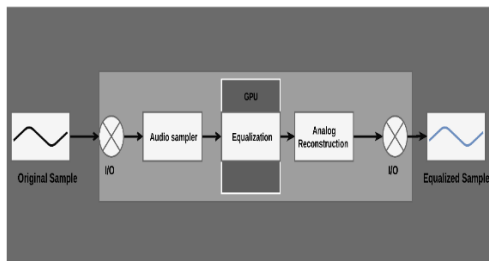 GPU
Audio sampler
Equalization
Analog
Reconstruction
I/O
I/O
Original Sample
Equalized Sample